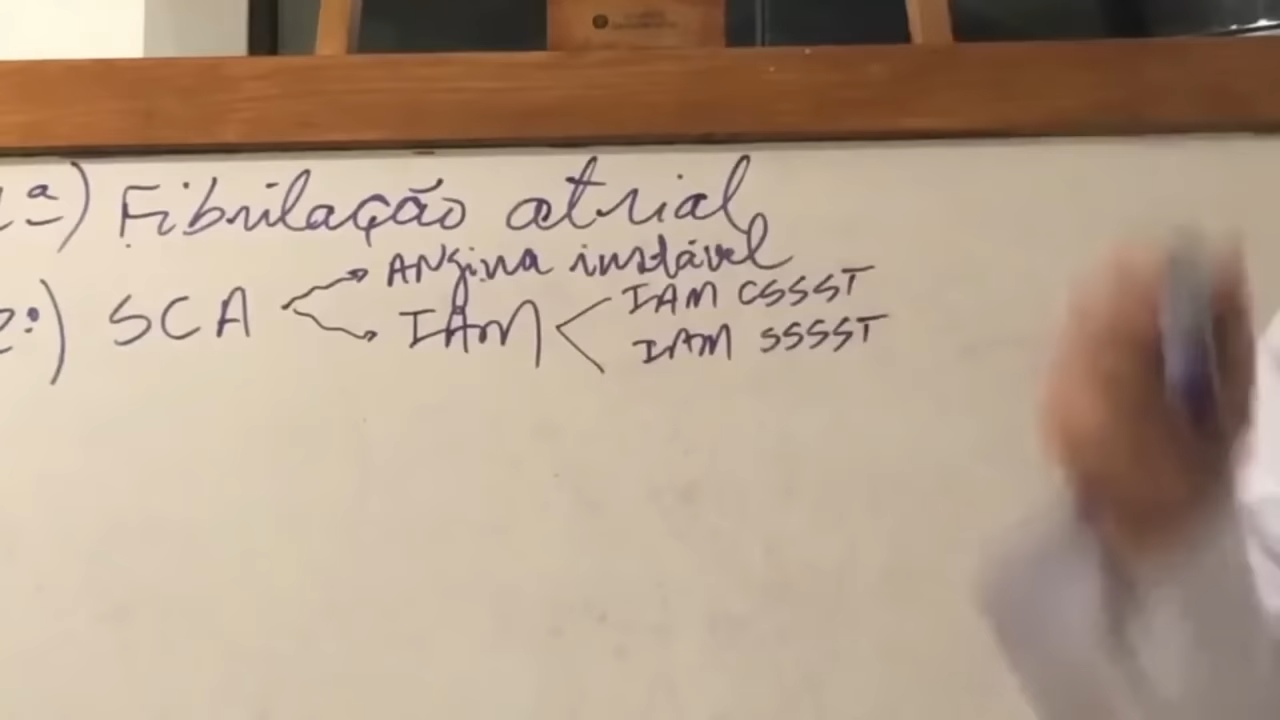 1ª) Fibrilação atrial
2º) SCA
Angina instável
IAM
IAM CSSST
IAM SSSST